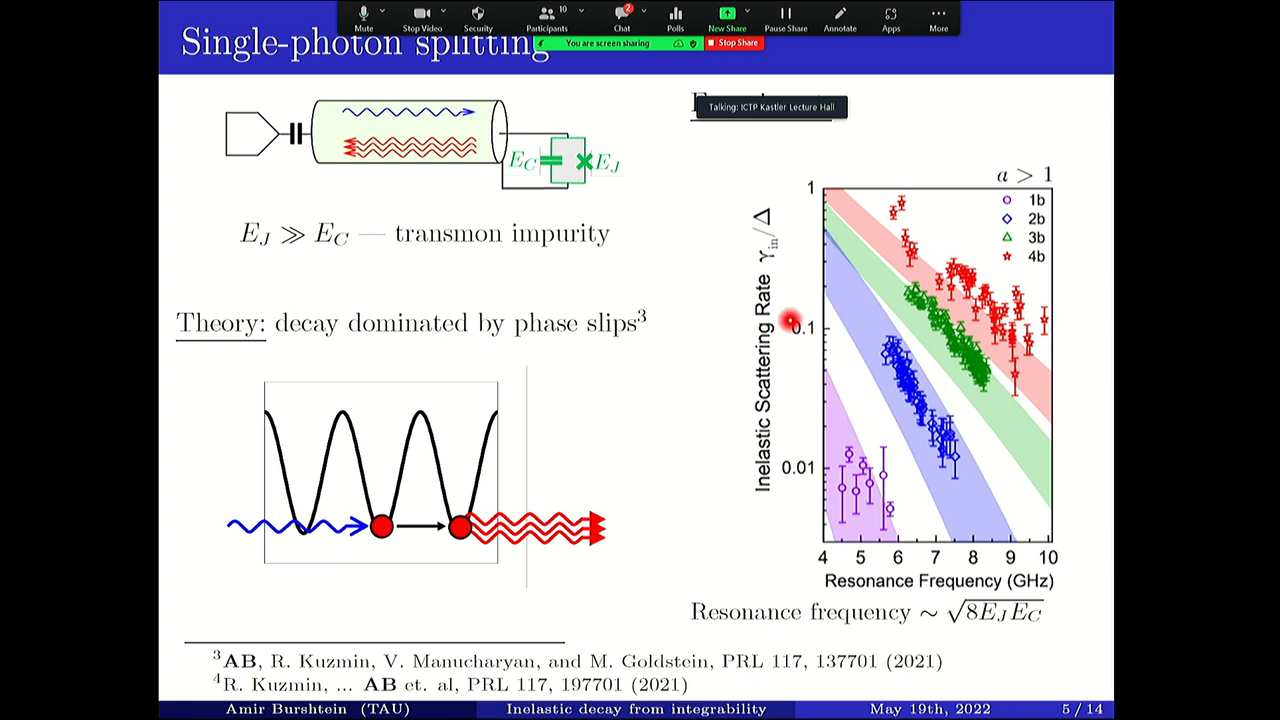 Mute
Stop Video
Security
Participants
10
Chat
2
Polls
New Share
Pause Share
Annotate
Apps
More
You are screen sharing
Stop Share
Single-photon splitting
Talking: ICTP Kastler Lecture Hall
E_C
E_J
E_J ≫ E_C — transmon impurity
Theory: decay dominated by phase slips³
a > 1
1b
2b
3b
4b
Inelastic Scattering Rate γ_in/Δ
1
0.1
0.01
4 5 6 7 8 9 10
Resonance Frequency (GHz)
Resonance frequency ∼ √8E_JE_C
³AB, R. Kuzmin, V. Manucharyan, and M. Goldstein, PRL 117, 137701 (2021)
⁴R. Kuzmin, ... AB et. al, PRL 117, 197701 (2021)
Amir Burshtein (TAU) Inelastic decay from integrability May 19th, 2022 5 / 14